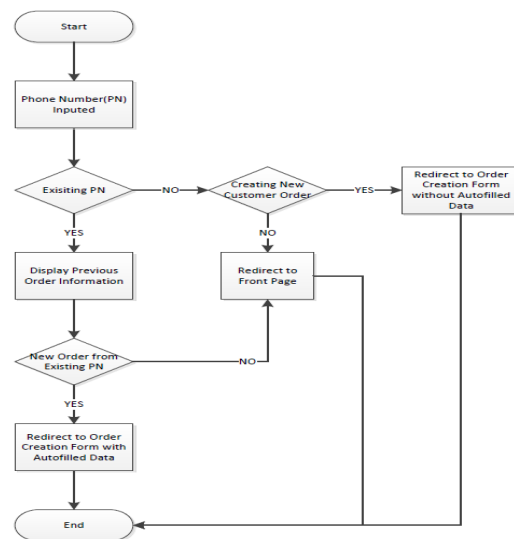 Start
Phone Number(PN)
Inputed
Exisiting PN
NO
Creating New
Customer Order
YES
Redirect to Order
Creation Form
without Autofilled
Data
YES
NO
Display Previous
Order Information
Redirect to
Front Page
New Order from
Existing PN
NO
YES
Redirect to Order
Creation Form with
Autofilled Data
End